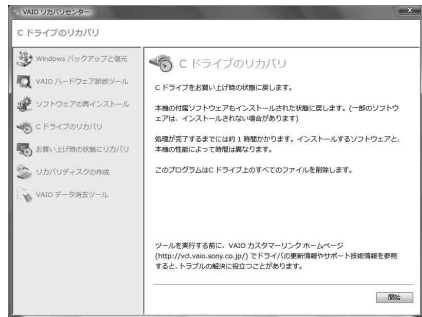 VAIO リカバリセンター
C ドライブのリカバリ
Windows バックアップと復元
VAIO ハードウェア診断ツール
ソフトウェアの再インストール
C ドライブのリカバリ
お買い上げ時の状態にリカバリ
リカバリディスクの作成
VAIO データ消去ツール
C ドライブのリカバリ
C ドライブをお買い上げ時の状態に戻します。
本機の付属ソフトウェアもインストールされた状態に戻します。(一部のソフトウ
ェアは、インストールされない場合があります)
処理が完了するまでには約 1 時間かかります。インストールするソフトウェアと、
本機の性能によって時間は異なります。
このプログラムはC ドライブ上のすべてのファイルを削除します。
ツールを実行する前に、VAIO カスタマーリンク ホームページ
(http://vcl.vaio.sony.co.jp/) でドライバの更新情報やサポート技術情報を参照
すると、トラブルの解決に役立つことがあります。
開始